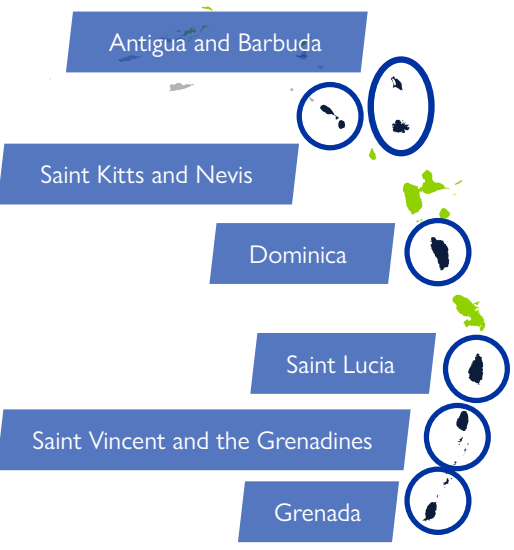 Antigua and Barbuda
Saint Kitts and Nevis
Dominica
Saint Lucia
Saint Vincent and the Grenadines
Grenada